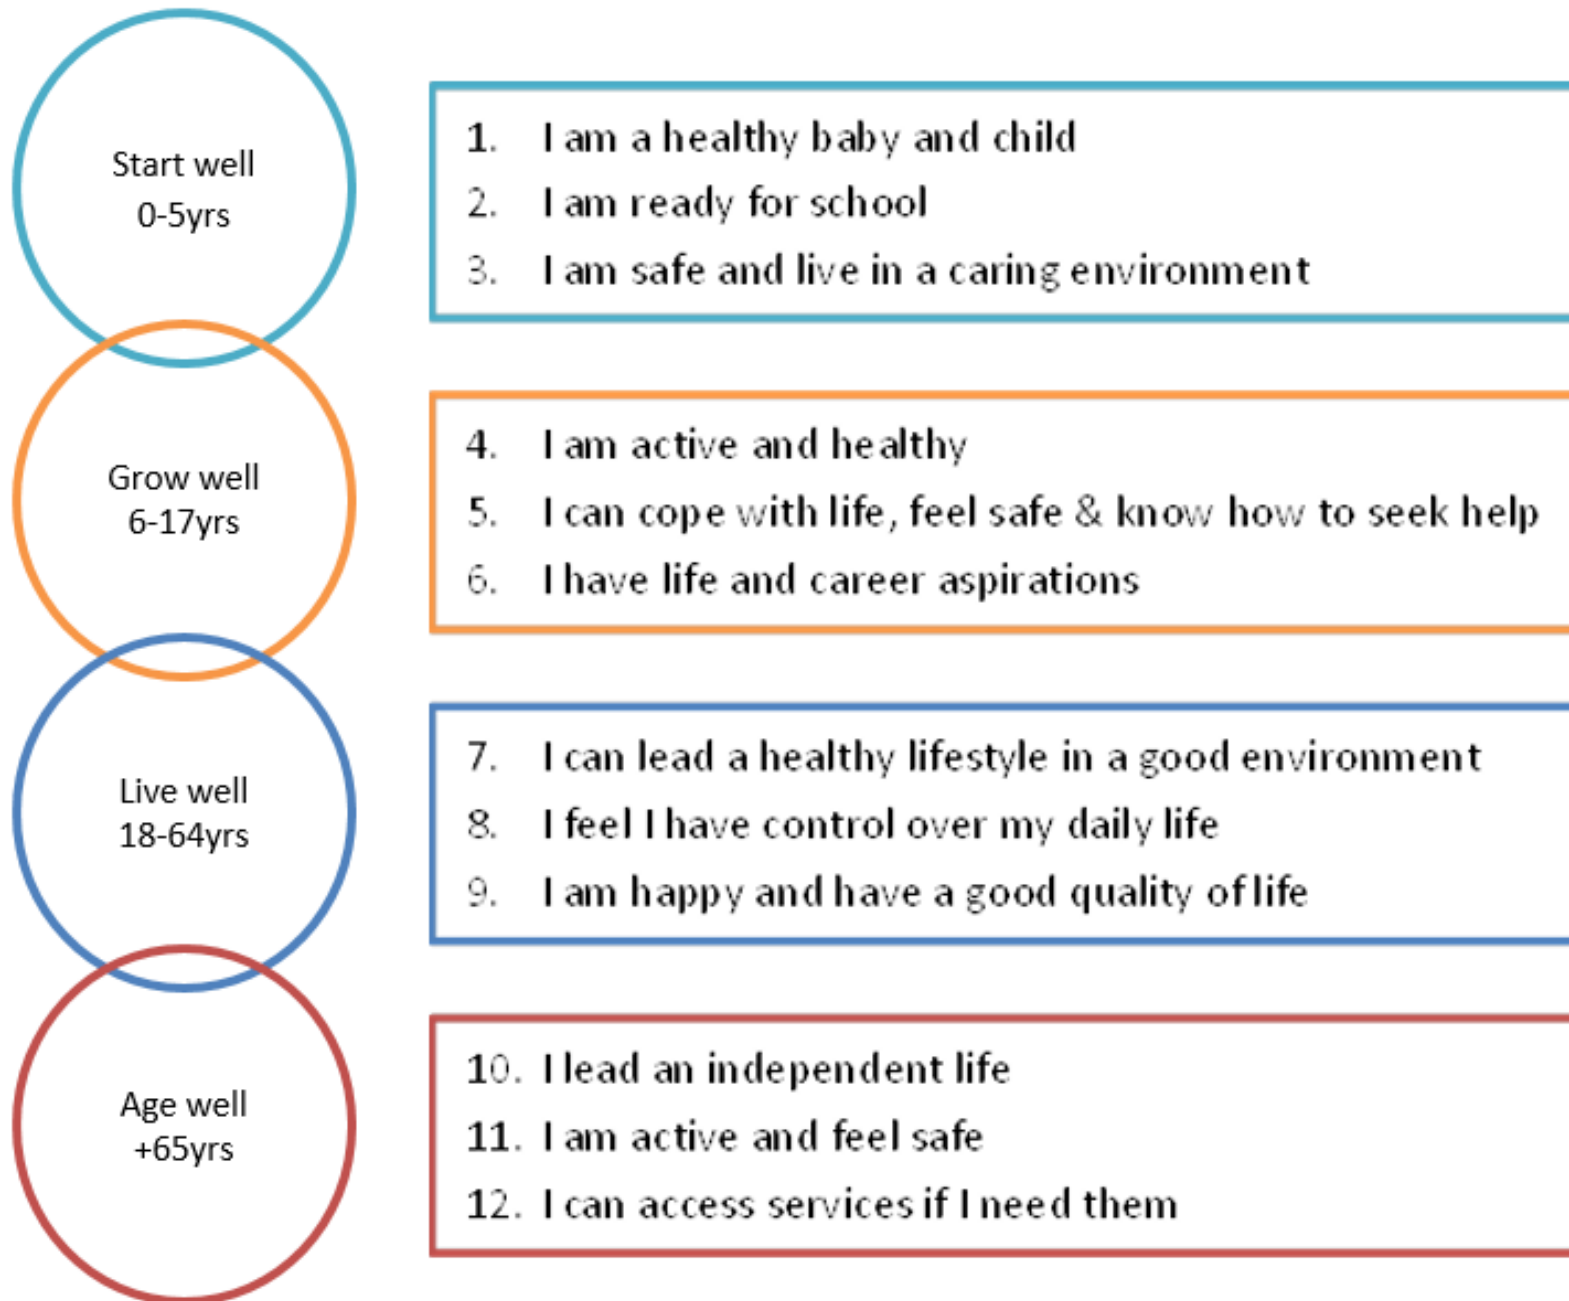 Start well
0-5yrs
1. I am a healthy baby and child
2. I am ready for school
3. I am safe and live in a caring environment
Grow well
6-17yrs
4. I am active and healthy
5. I can cope with life, feel safe & know how to seek help
6. I have life and career aspirations
Live well
18-64yrs
7. I can lead a healthy lifestyle in a good environment
8. I feel I have control over my daily life
9. I am happy and have a good quality of life
Age well
+65yrs
10. I lead an independent life
11. I am active and feel safe
12. I can access services if I need them